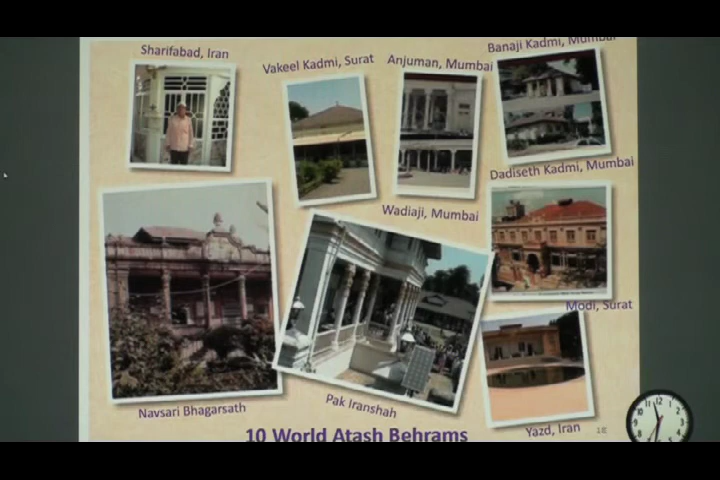 Sharifabad, Iran
Vakeel Kadmi, Surat
Anjuman, Mumbai
Banaji Kadmi, Mumbai
Dadiseth Kadmi, Mumbai
Wadiaji, Mumbai
Modi, Surat
Navsari Bhagarsath
Pak Iranshah
Yazd, Iran
10 World Atash Behrams